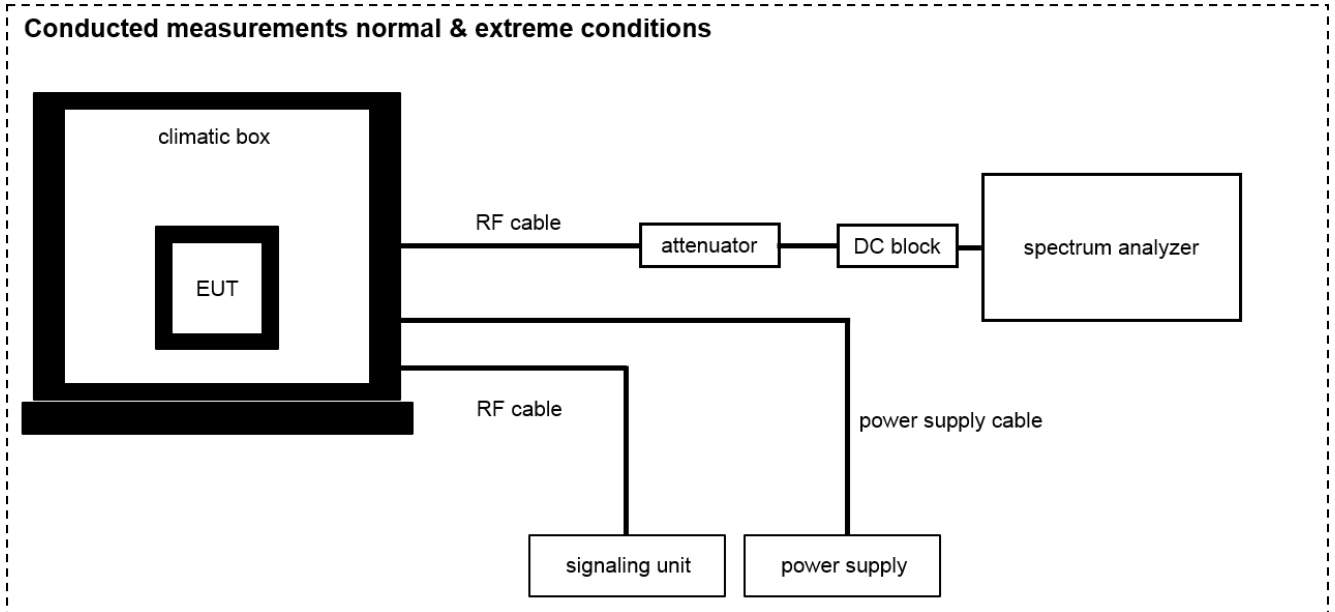 Conducted measurements normal & extreme conditions
climatic box
EUT
RF cable
attenuator
DC block
spectrum analyzer
RF cable
power supply cable
signaling unit
power supply